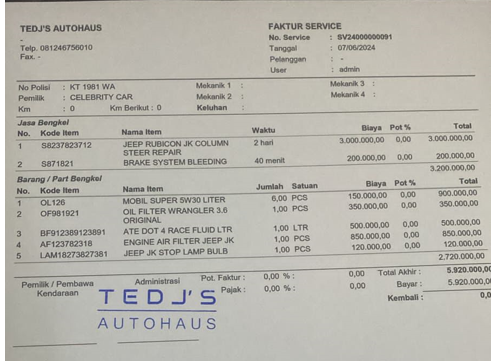 TEDJ'S AUTOHAUS
-
Telp. 081246756010
Fax. -
FAKTUR SERVICE
No. Service : SV24000000091
Tanggal : 07/06/2024
Pelanggan : -
User : admin
No Polisi : KT 1981 WA Mekanik 1 : Mekanik 3 :
Pemilik : CELEBRITY CAR Mekanik 2 : Mekanik 4 :
Km : 0 Km Berikut : 0 Keluhan :
Jasa Bengkel
No. Kode Item Nama Item Waktu Biaya Pot % Total
1 S8237823712 JEEP RUBICON JK COLUMN STEER REPAIR 2 hari 3.000.000,00 0,00 3.000.000,00
2 S871821 BRAKE SYSTEM BLEEDING 40 menit 200.000,00 0,00 200.000,00
3.200.000,00
Barang / Part Bengkel
No. Kode Item Nama Item Jumlah Satuan Biaya Pot % Total
1 OL126 MOBIL SUPER 5W30 LITER 6,00 PCS 150.000,00 0,00 900.000,00
2 OF981921 OIL FILTER WRANGLER 3.6 ORIGINAL 1,00 PCS 350.000,00 0,00 350.000,00
3 BF912389123891 ATE DOT 4 RACE FLUID LTR 1,00 LTR 500.000,00 0,00 500.000,00
4 AF123782318 ENGINE AIR FILTER JEEP JK 1,00 PCS 850.000,00 0,00 850.000,00
5 LAM18273827381 JEEP JK STOP LAMP BULB 1,00 PCS 120.000,00 0,00 120.000,00
2.720.000,00
Pemilik / Pembawa Kendaraan Administrasi Pot. Faktur : 0,00 % : 0,00 Total Akhir : 5.920.000,00
Pajak : 0,00 % : 0,00 Bayar : 5.920.000,00
Kembali : 0,0
TEDJ'S
AUTOHAUS